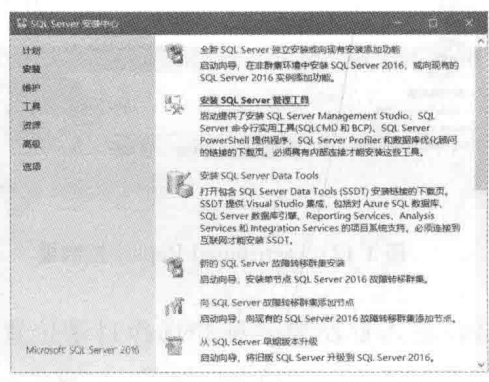 SQL Server 安装中心
计划
安装
维护
工具
资源
高级
选项
Microsoft SQL Server 2016
全新 SQL Server 独立安装或向现有安装添加功能
启动向导，在非群集环境中安装 SQL Server 2016，或向现有的
SQL Server 2016 实例添加功能。
安装 SQL Server 管理工具
启动提供了安装 SQL Server Management Studio、SQL
Server 命令行实用工具(SQLCMD 和 BCP)、SQL Server
PowerShell 提供程序、SQL Server Profiler 和数据库优化顾问
的链接的下载页。必须具有内部连接才能安装这些工具。
安装 SQL Server Data Tools
打开包含 SQL Server Data Tools (SSDT) 安装链接的下载页。
SSDT 提供 Visual Studio 集成，包括对 Azure SQL 数据库、
SQL Server 数据库引擎、Reporting Services、Analysis
Services 和 Integration Services 的项目系统支持。必须连接到
互联网才能安装 SSDT。
新的 SQL Server 故障转移群集安装
启动向导，安装单节点 SQL Server 2016 故障转移群集。
向 SQL Server 故障转移群集添加节点
启动向导，向现有的 SQL Server 2016 故障转移群集添加节点。
从 SQL Server 早期版本升级
启动向导，将旧版 SQL Server 升级到 SQL Server 2016。